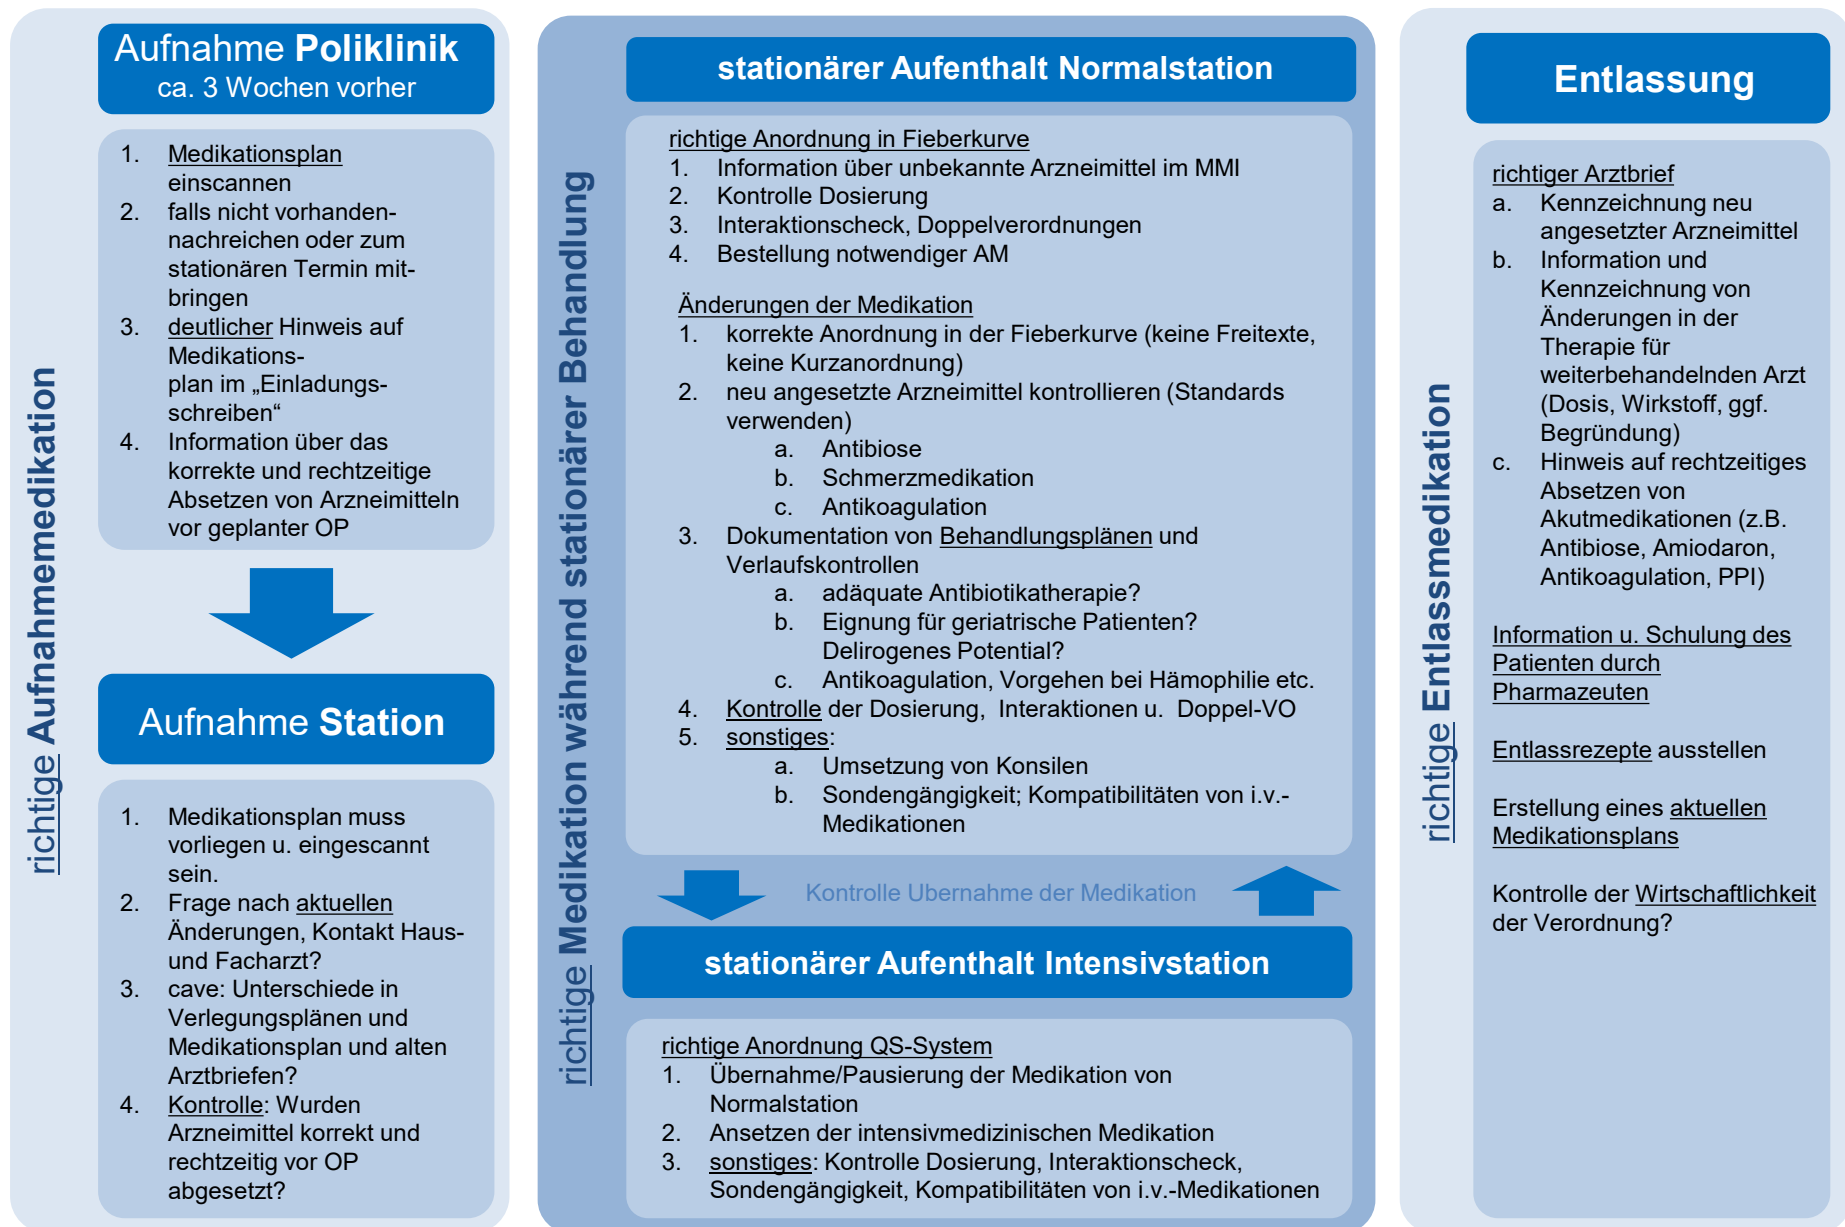 richtige Aufnahmemedikation
Aufnahme Poliklinik
ca. 3 Wochen vorher
1. Medikationsplan
einscannen
2. falls nicht vorhanden-
nachreichen oder zum
stationären Termin mit-
bringen
3. deutlicher Hinweis auf
Medikations-
plan im „Einladungs-
schreiben“
4. Information über das
korrekte und rechtzeitige
Absetzen von Arzneimitteln
vor geplanter OP
Aufnahme Station
1. Medikationsplan muss
vorliegen u. eingescannt
sein.
2. Frage nach aktuellen
Änderungen, Kontakt Haus-
und Facharzt?
3. cave: Unterschiede in
Verlegungsplänen und
Medikationsplan und alten
Arztbriefen?
4. Kontrolle: Wurden
Arzneimittel korrekt und
rechtzeitig vor OP
abgesetzt?
richtige Medikation während stationärer Behandlung
stationärer Aufenthalt Normalstation
richtige Anordnung in Fieberkurve
1. Information über unbekannte Arzneimittel im MMI
2. Kontrolle Dosierung
3. Interaktionscheck, Doppelverordnungen
4. Bestellung notwendiger AM
Änderungen der Medikation
1. korrekte Anordnung in der Fieberkurve (keine Freitexte,
keine Kurzanordnung)
2. neu angesetzte Arzneimittel kontrollieren (Standards
verwenden)
a. Antibiose
b. Schmerzmedikation
c. Antikoagulation
3. Dokumentation von Behandlungsplänen und
Verlaufskontrollen
a. adäquate Antibiotikatherapie?
b. Eignung für geriatrische Patienten?
Delirogenes Potential?
c. Antikoagulation, Vorgehen bei Hämophilie etc.
4. Kontrolle der Dosierung, Interaktionen u. Doppel-VO
5. sonstiges:
a. Umsetzung von Konsilen
b. Sondengängigkeit; Kompatibilitäten von i.v.-
Medikationen
Kontrolle Ubernahme der Medikation
stationärer Aufenthalt Intensivstation
richtige Anordnung QS-System
1. Übernahme/Pausierung der Medikation von
Normalstation
2. Ansetzen der intensivmedizinischen Medikation
3. sonstiges: Kontrolle Dosierung, Interaktionscheck,
Sondengängigkeit, Kompatibilitäten von i.v.-Medikationen
richtige Entlassmedikation
Entlassung
richtiger Arztbrief
a. Kennzeichnung neu
angesetzter Arzneimittel
b. Information und
Kennzeichnung von
Änderungen in der
Therapie für
weiterbehandelnden Arzt
(Dosis, Wirkstoff, ggf.
Begründung)
c. Hinweis auf rechtzeitiges
Absetzen von
Akutmedikationen (z.B.
Antibiose, Amiodaron,
Antikoagulation, PPI)
Information u. Schulung des
Patienten durch
Pharmazeuten
Entlassrezepte ausstellen
Erstellung eines aktuellen
Medikationsplans
Kontrolle der Wirtschaftlichkeit
der Verordnung?